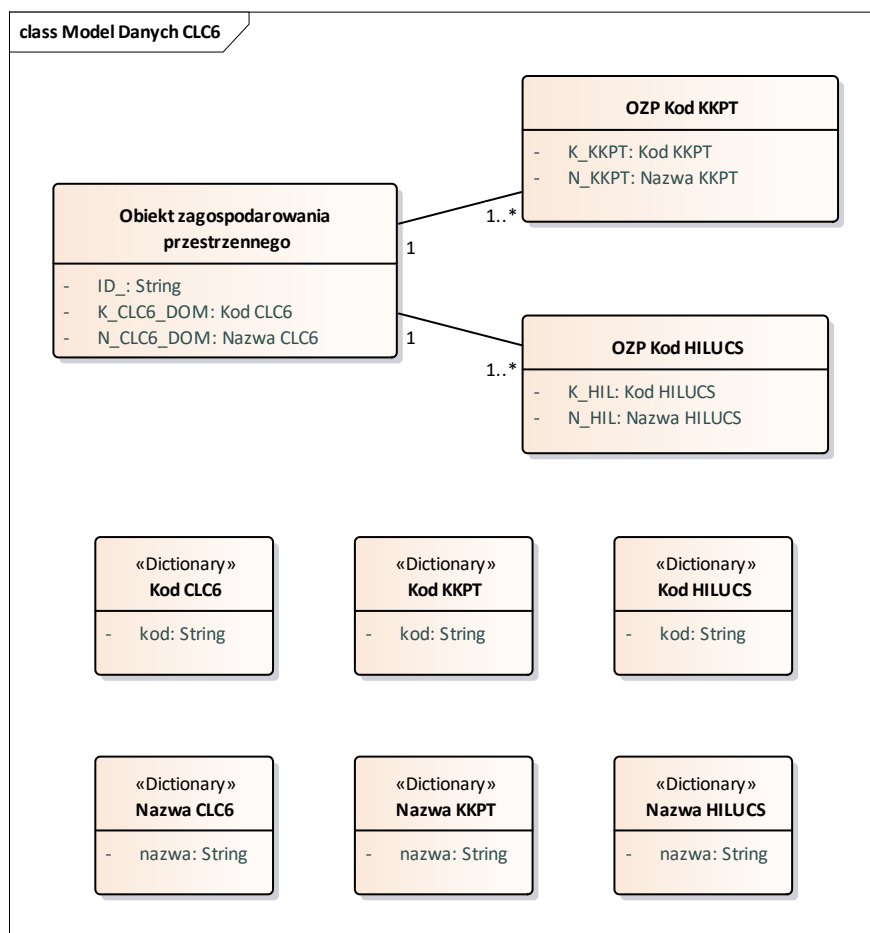 class Model Danych CLC6
OZP Kod KKPT
- K_KKPT: Kod KKPT
- N_KKPT: Nazwa KKPT
1..*
Obiekt zagospodarowania
przestrzennego
- ID_: String
- K_CLC6_DOM: Kod CLC6
- N_CLC6_DOM: Nazwa CLC6
1
1
OZP Kod HILUCS
- K_HIL: Kod HILUCS
- N_HIL: Nazwa HILUCS
1..*
«Dictionary»
Kod CLC6
- kod: String
«Dictionary»
Kod KKPT
- kod: String
«Dictionary»
Kod HILUCS
- kod: String
«Dictionary»
Nazwa CLC6
- nazwa: String
«Dictionary»
Nazwa KKPT
- nazwa: String
«Dictionary»
Nazwa HILUCS
- nazwa: String